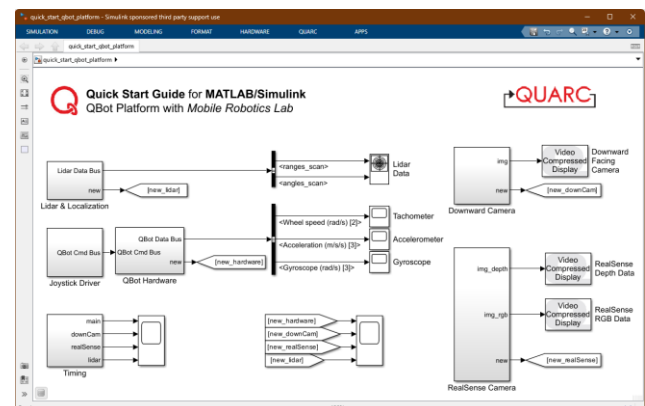 quick_start_qbot_platform - Simulink sponsored third party support use
SIMULATION DEBUG MODELING FORMAT HARDWARE QUARC APPS
quick_start_qbot_platform
quick_start_qbot_platform
Quick Start Guide for MATLAB/Simulink
QBot Platform with Mobile Robotics Lab
QUARC
Lidar Data Bus
new
[new_lidar]
Lidar & Localization
<ranges_scan>
<angles_scan>
Lidar
Data
img
new
Video
Compressed
Display
Downward
Facing
Camera
[new_downCam]
Downward Camera
QBot Cmd Bus
Joystick Driver
QBot Data Bus
QBot Cmd Bus
new
QBot Hardware
[new_hardware]
<Wheel speed (rad/s) [2]>
Tachometer
<Acceleration (m/s/s) [3]>
Accelerometer
<Gyroscope (rad/s) [3]>
Gyroscope
img_depth
Video
Compressed
Display
RealSense
Depth Data
img_rgb
Video
Compressed
Display
RealSense
RGB Data
new
[new_realSense]
RealSense Camera
main
downCam
realSense
lidar
Timing
[new_hardware]
[new_downCam]
[new_realSense]
[new_lidar]